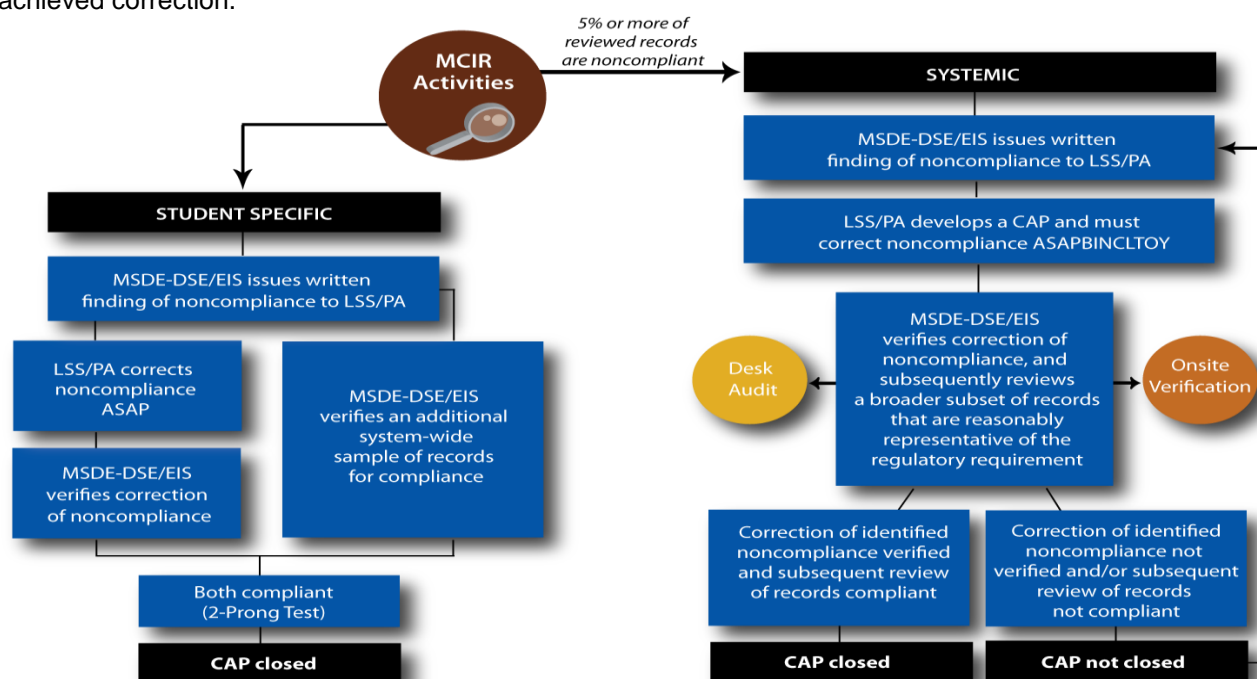 achieved correction.
MCIR
Activities
5% or more of
reviewed records
are noncompliant
STUDENT SPECIFIC
MSDE-DSE/EIS issues written
finding of noncompliance to LSS/PA
LSS/PA corrects
noncompliance
ASAP
MSDE-DSE/EIS
verifies correction
of noncompliance
MSDE-DSE/EIS
verifies an additional
system-wide
sample of records
for compliance
Both compliant
(2-Prong Test)
CAP closed
SYSTEMIC
MSDE-DSE/EIS issues written
finding of noncompliance to LSS/PA
LSS/PA develops a CAP and must
correct noncompliance ASAPBINCLTOY
MSDE-DSE/EIS
verifies correction of
noncompliance, and
subsequently reviews
a broader subset of records
that are reasonably
representative of the
regulatory requirement
Desk
Audit
Onsite
Verification
Correction of identified
noncompliance verified
and subsequent review
of records compliant
CAP closed
Correction of identified
noncompliance not
verified and/or subsequent
review of records
not compliant
CAP not closed